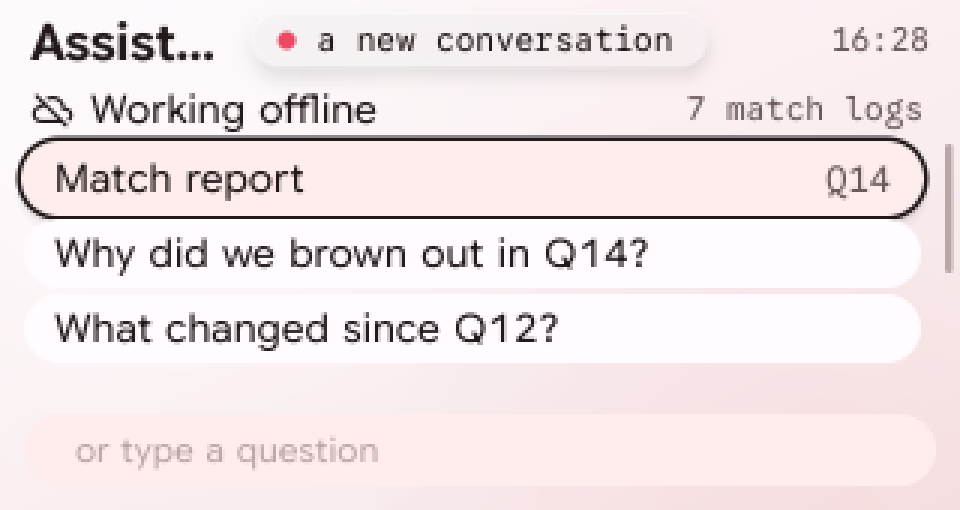 Assist... a new conversation 16:28
Working offline 7 match logs
Match report Q14
Why did we brown out in Q14?
What changed since Q12?
or type a question